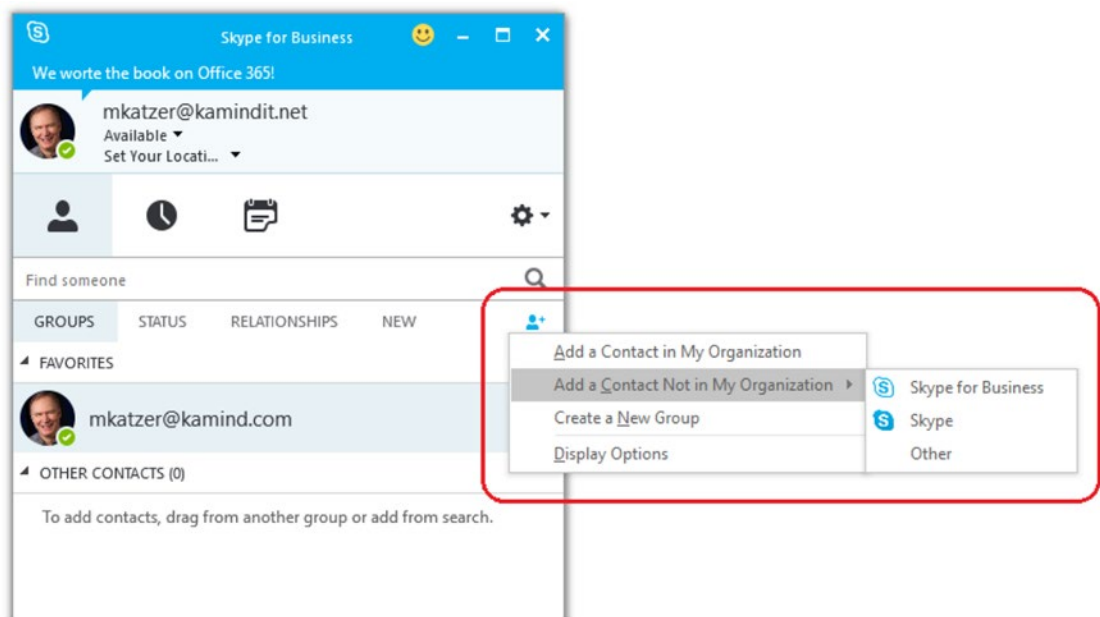 Skype for Business
We worte the book on Office 365!
mkatzer@kamindit.net
Available
Set Your Locati...
Find someone
GROUPS STATUS RELATIONSHIPS NEW
FAVORITES
mkatzer@kamind.com
OTHER CONTACTS (0)
To add contacts, drag from another group or add from search.
Add a Contact in My Organization
Add a Contact Not in My Organization
Create a New Group
Display Options
Skype for Business
Skype
Other